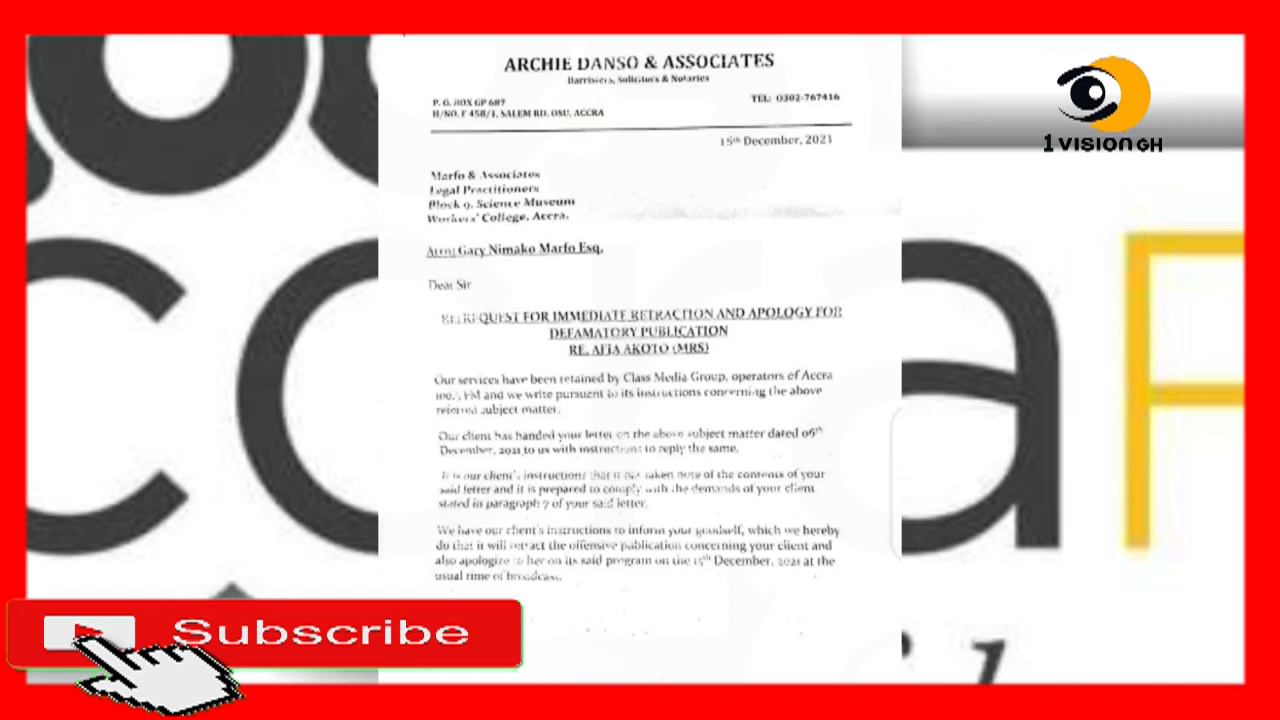 ARCHIE DANSO & ASSOCIATES
Barristers, Solicitors & Notaries
P. O. BOX GP 687
H/NO. F 458/1, SALEM RD. OSU, ACCRA
TEL: 0302-767416
15th December, 2021
1VISION GH
Marfo & Associates
Legal Practitioners
Block 9, Science Museum
Workers' College, Accra.
Attn: Gary Nimako Marfo Esq.
Dear Sir
RE: REQUEST FOR IMMEDIATE RETRACTION AND APOLOGY FOR
DEFAMATORY PUBLICATION
RE. AFIA AKOTO (MRS)
Our services have been retained by Class Media Group, operators of Accra
FM and we write pursuant to its instructions concerning the above
referred subject matter.
Our client has handed your letter on the above subject matter dated 06th
December, 2021 to us with instructions to reply the same.
It is our client's instructions that it has taken note of the contents of your
said letter and it is prepared to comply with the demands of your client
stated in paragraph 7 of your said letter.
We have our client's instructions to inform your goodself, which we hereby
do that it will retract the offensive publication concerning your client and
also apologize to her on its said program on the 15th December, 2021 at the
usual time of broadcast.
Subscribe